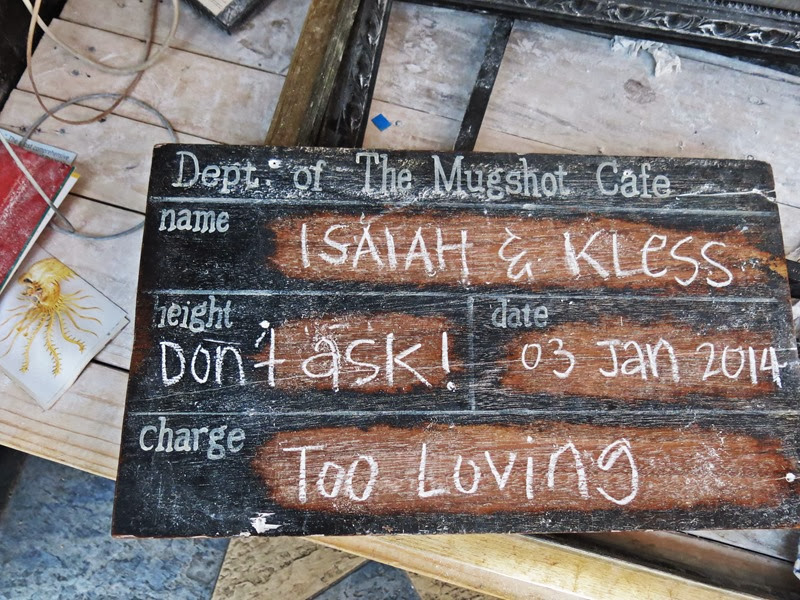 Dept. of The Mugshot Cafe
name ISAIAH & KLess
height date
Don't ask! 03 Jan 2014
charge Too Loving